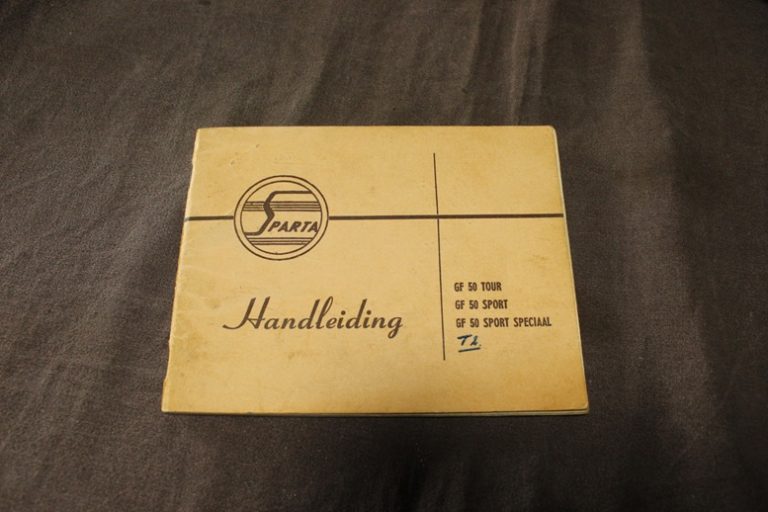 SPARTA
Handleiding
GF 50 TOUR
GF 50 SPORT
GF 50 SPORT SPECIAAL